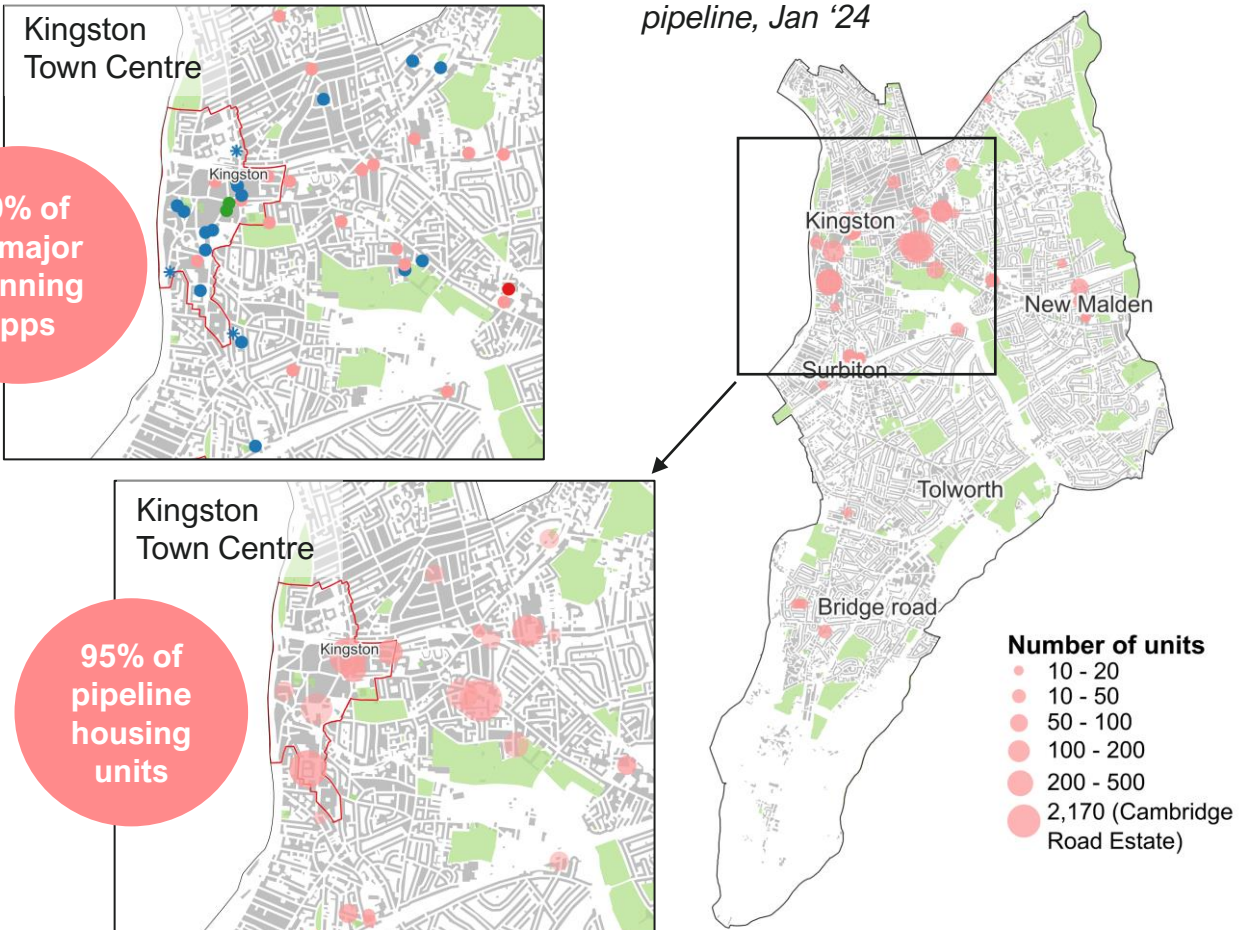 Kingston
Town Centre
Kingston
% of
major
pipeline, Jan ‘24
Kingston
New Malden
Surbiton
Tolworth
Bridge road
Kingston
Town Centre
Kingston
95% of
pipeline
housing
units
Number of units
10 - 20
10 - 50
50 - 100
100 - 200
200 - 500
2,170 (Cambridge
Road Estate)